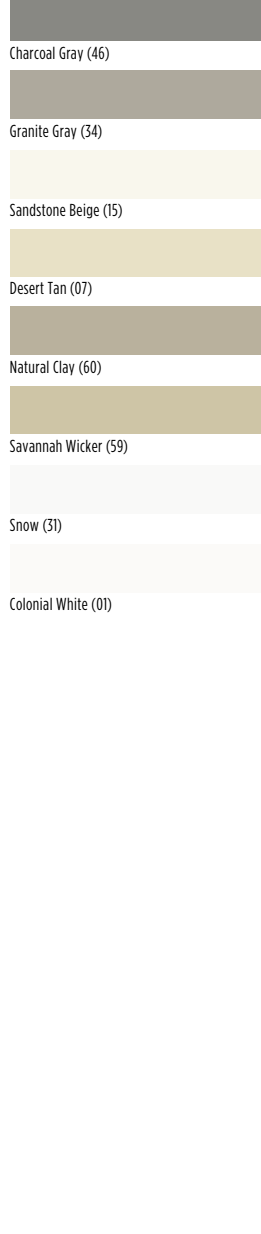 Charcoal Gray (46)
Granite Gray (34)
Sandstone Beige (15)
Desert Tan (07)
Natural Clay (60)
Savannah Wicker (59)
Snow (31)
Colonial White (01)